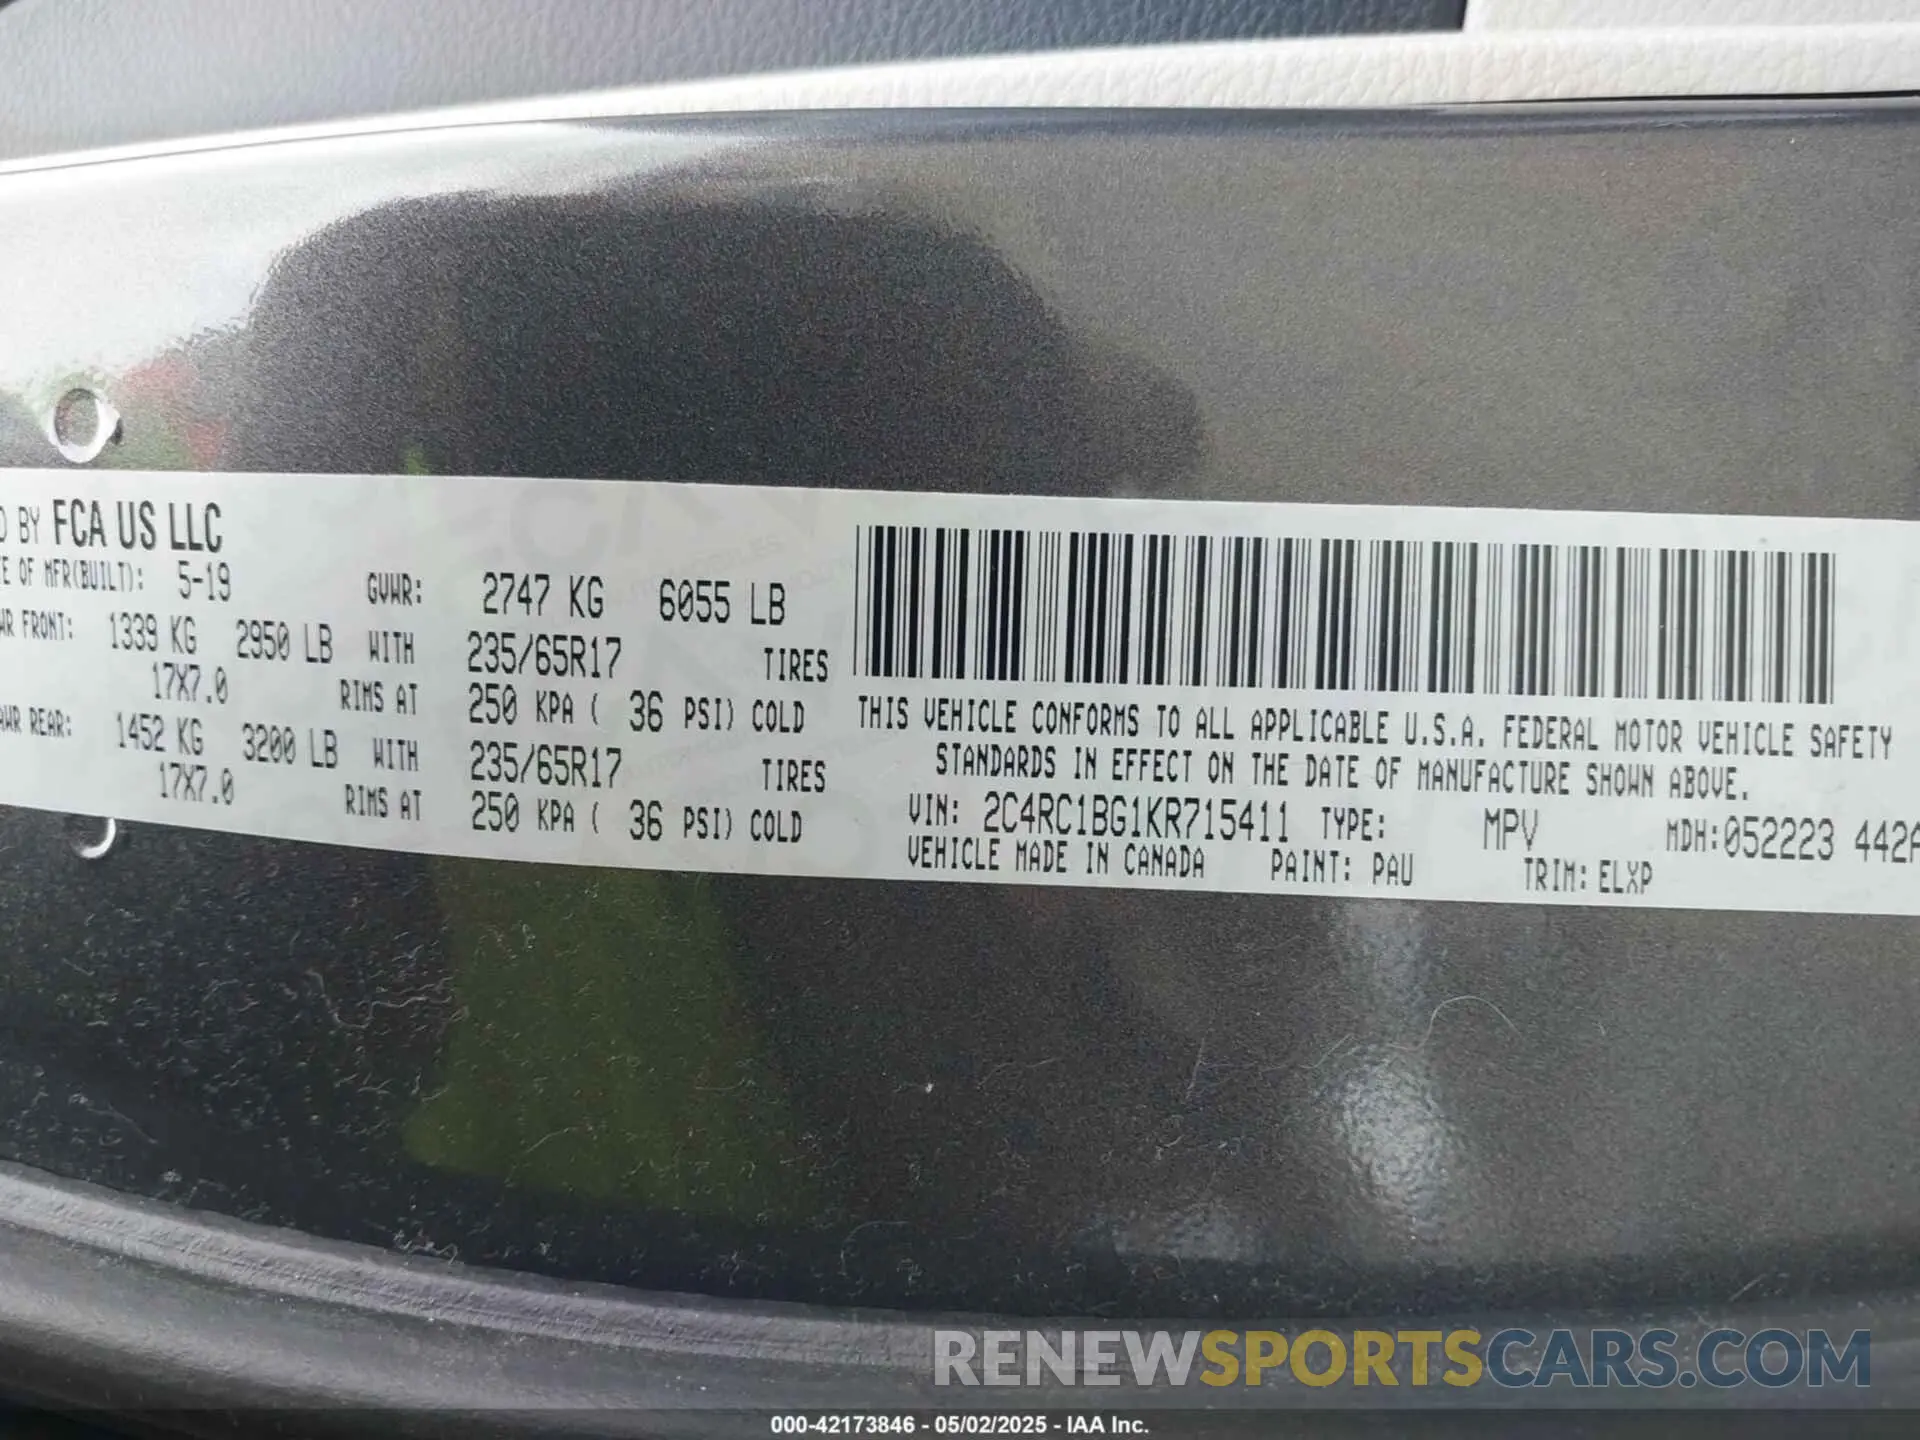 BY FCA US LLC
OF MFR(BUILT): 5-19 GVWR: 2747 KG 6055 LB
FRONT: 1339 KG 2950 LB WITH 235/65R17 TIRES
17X7.0 RIMS AT 250 KPA ( 36 PSI) COLD
REAR: 1452 KG 3200 LB WITH 235/65R17 TIRES
17X7.0 RIMS AT 250 KPA ( 36 PSI) COLD
THIS VEHICLE CONFORMS TO ALL APPLICABLE U.S.A. FEDERAL MOTOR VEHICLE SAFETY
STANDARDS IN EFFECT ON THE DATE OF MANUFACTURE SHOWN ABOVE.
VIN: 2C4RC1BG1KR715411 TYPE: MPV MDH:052223 442A
VEHICLE MADE IN CANADA PAINT: PAU TRIM: ELXP
RENEWSPORTSCARS.COM
000-42173846 - 05/02/2025 - IAA Inc.